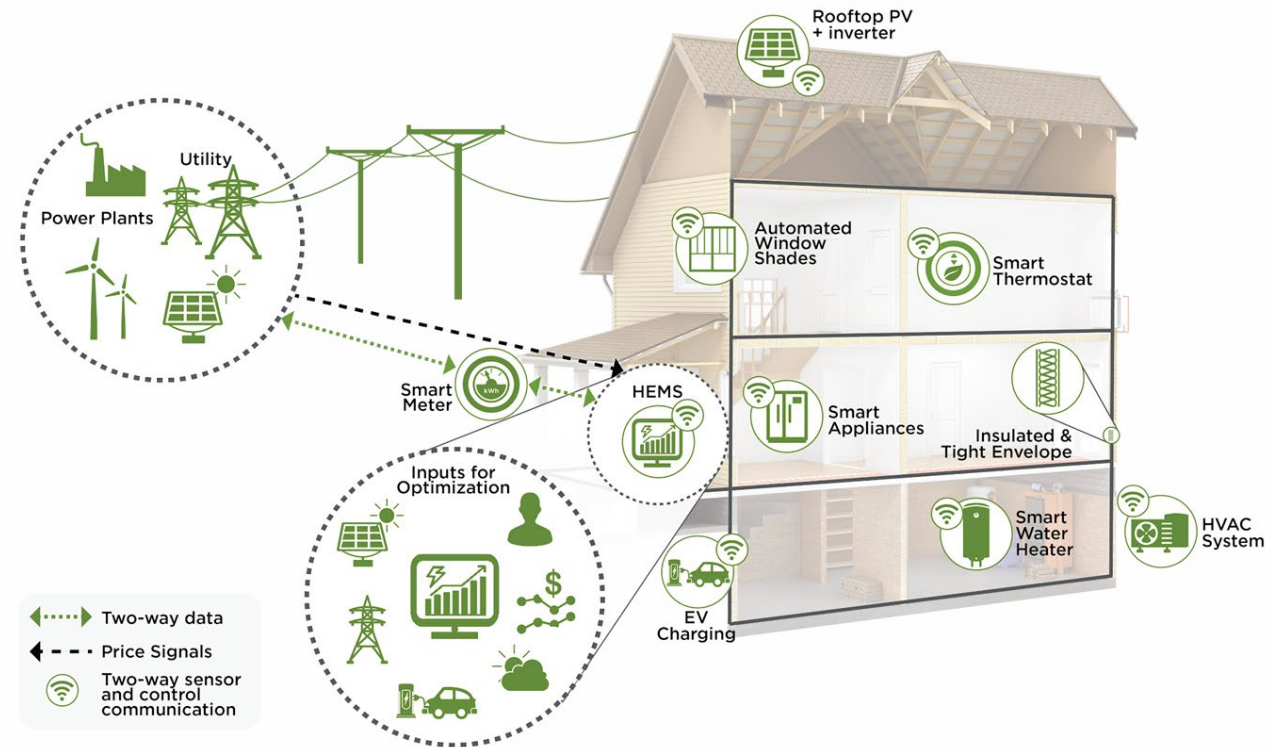 Rooftop PV
+ inverter
Utility
Power Plants
Automated
Window
Shades
Smart
Thermostat
Smart
Meter
kWh
HEMS
Smart
Appliances
Insulated &
Tight Envelope
Inputs for
Optimization
$
Smart
Water
Heater
HVAC
System
EV
Charging
Two-way data
Price Signals
Two-way sensor
and control
communication